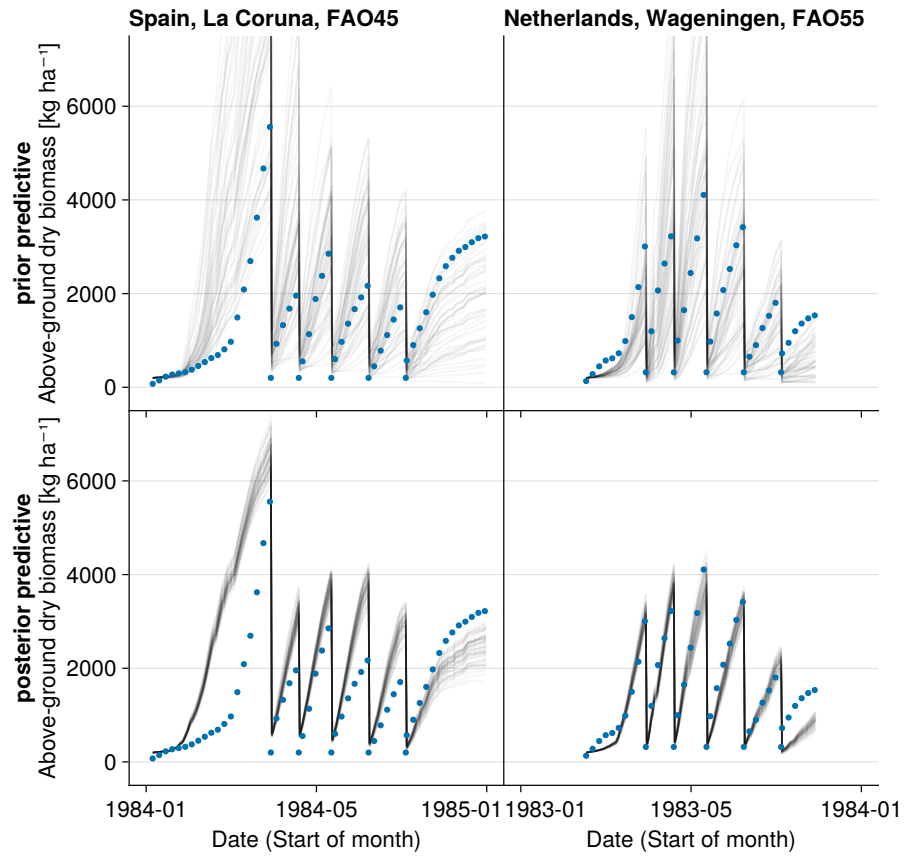 Spain, La Coruna, FAO45
Netherlands, Wageningen, FAO55
prior predictive
Above-ground dry biomass [kg ha⁻¹]
6000
4000
2000
0
posterior predictive
Above-ground dry biomass [kg ha⁻¹]
6000
4000
2000
0
1984-01
1984-05
1985-01
1983-01
1983-05
1984-01
Date (Start of month)
Date (Start of month)